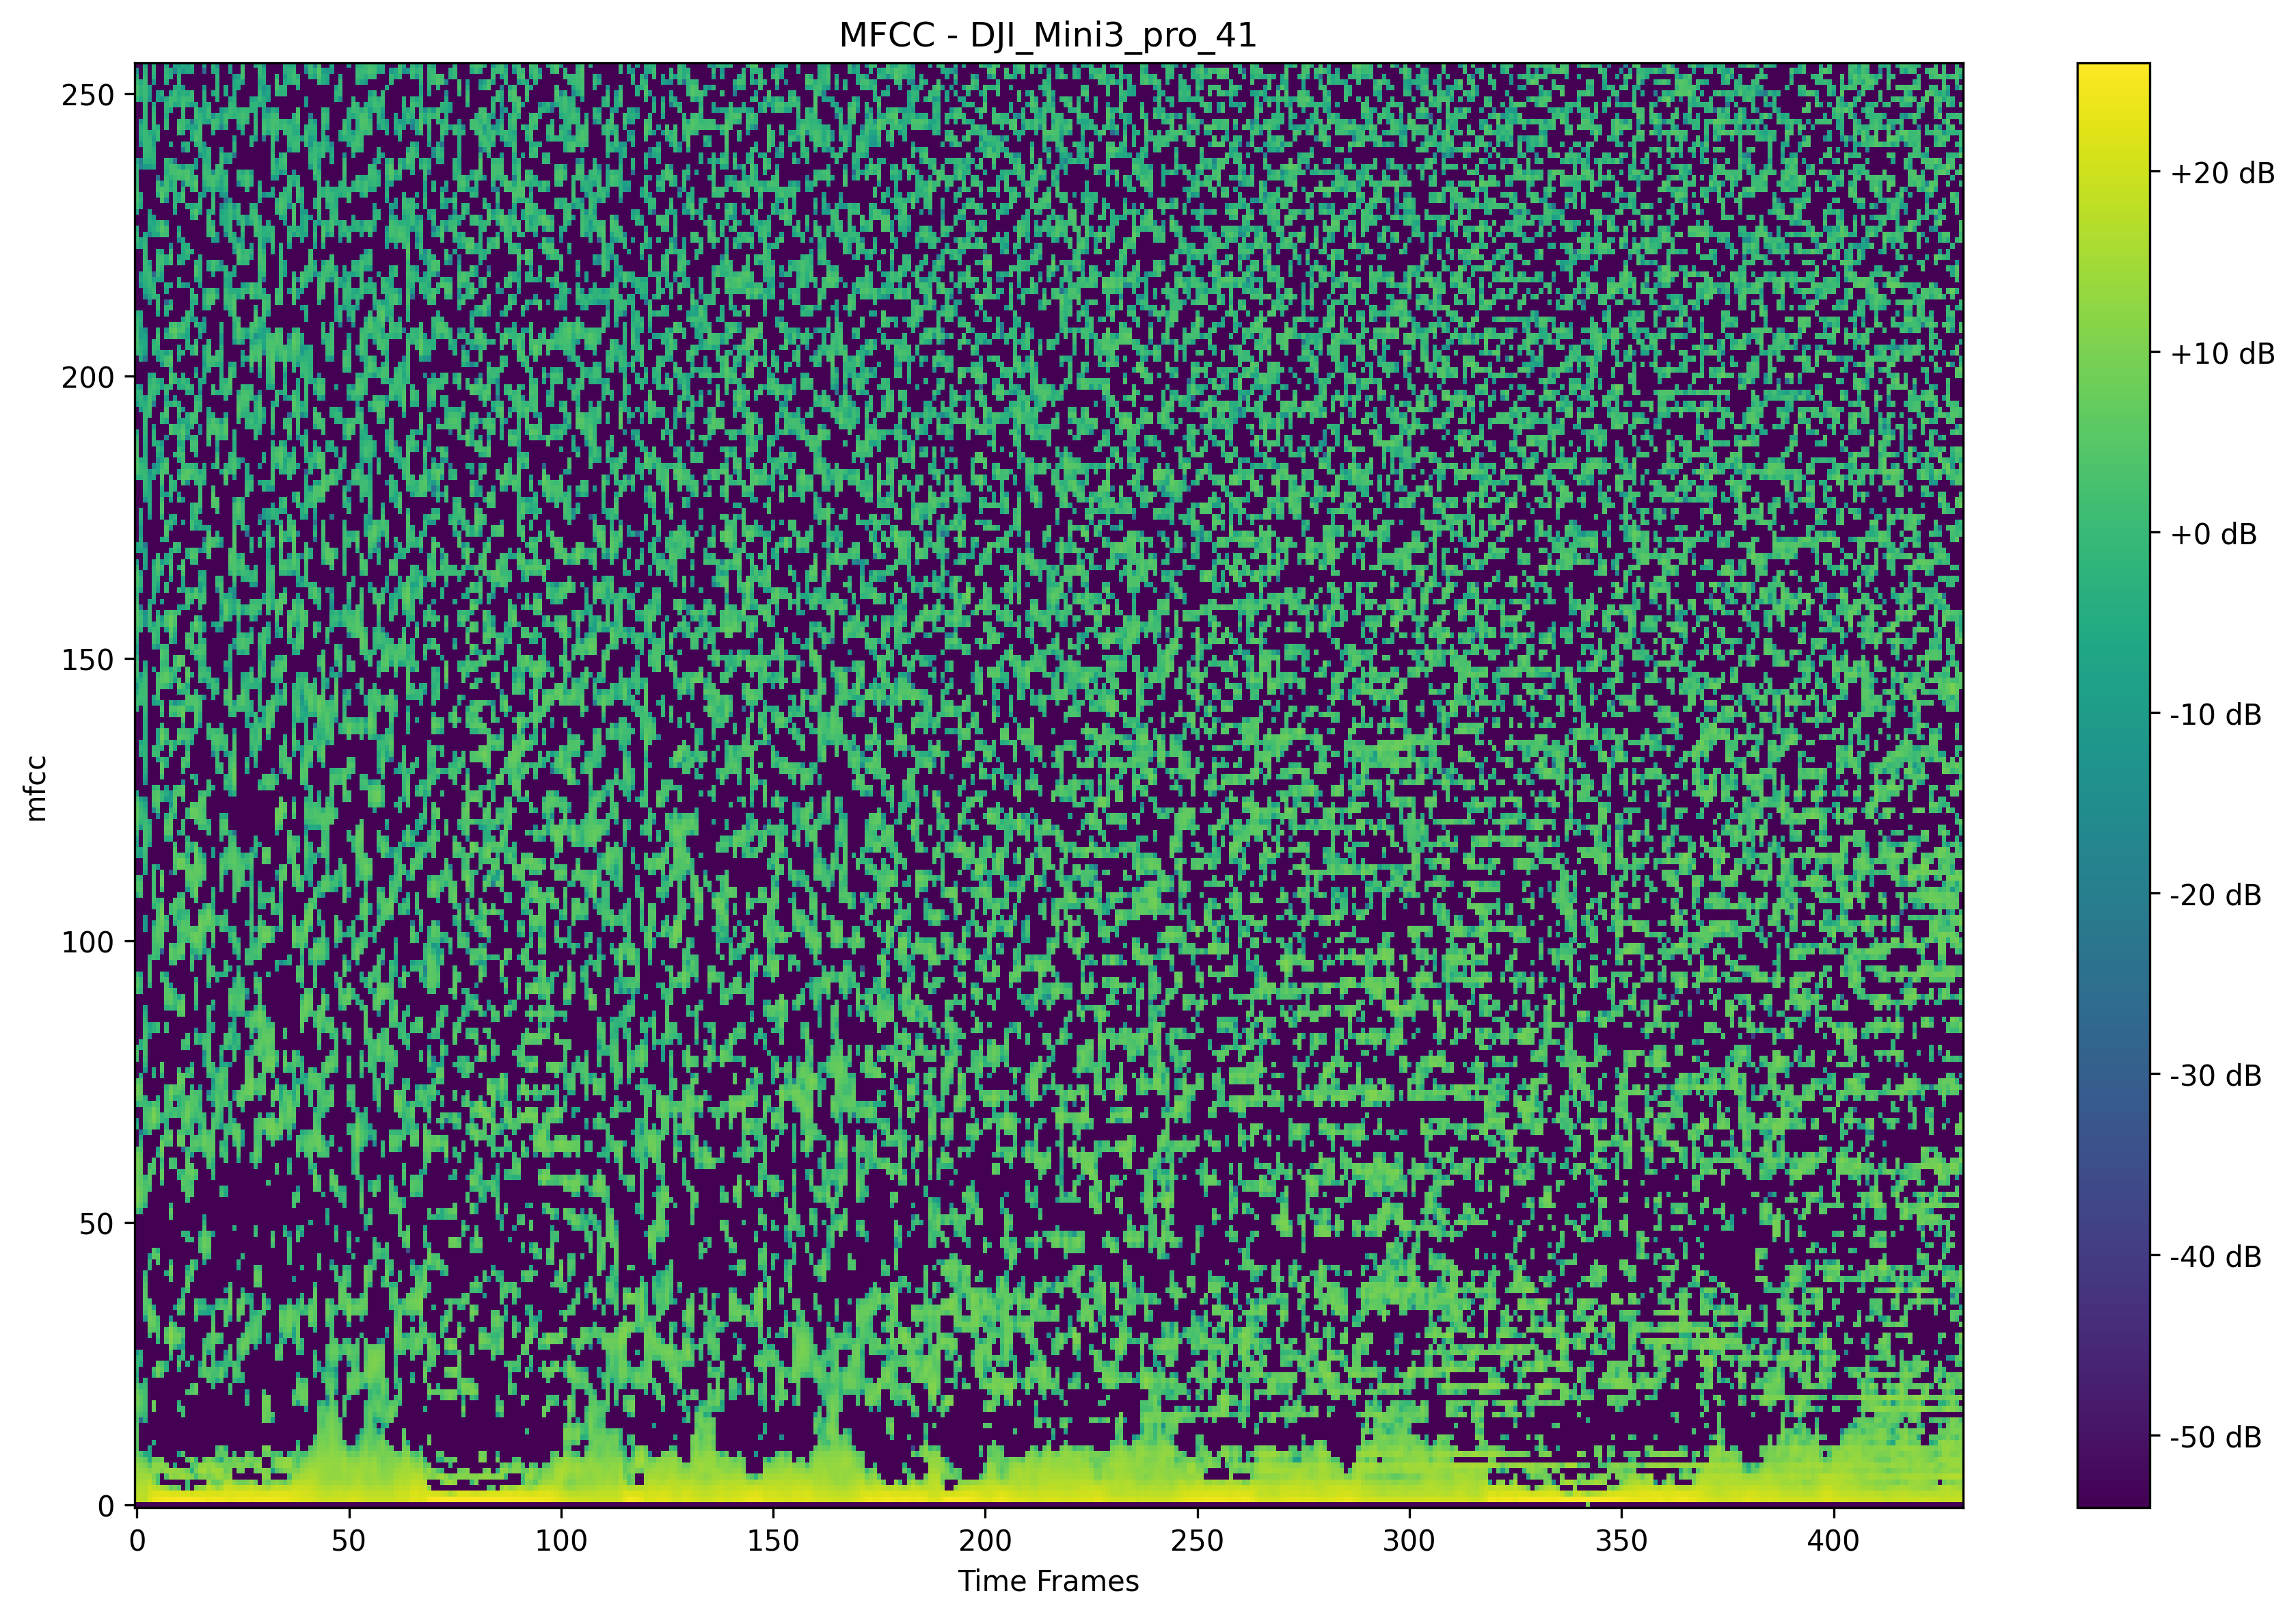 MFCC - DJI_Mini3_pro_41
250
200
150
100
50
0
mfcc
0 50 100 150 200 250 300 350 400
Time Frames
+20 dB
+10 dB
+0 dB
-10 dB
-20 dB
-30 dB
-40 dB
-50 dB